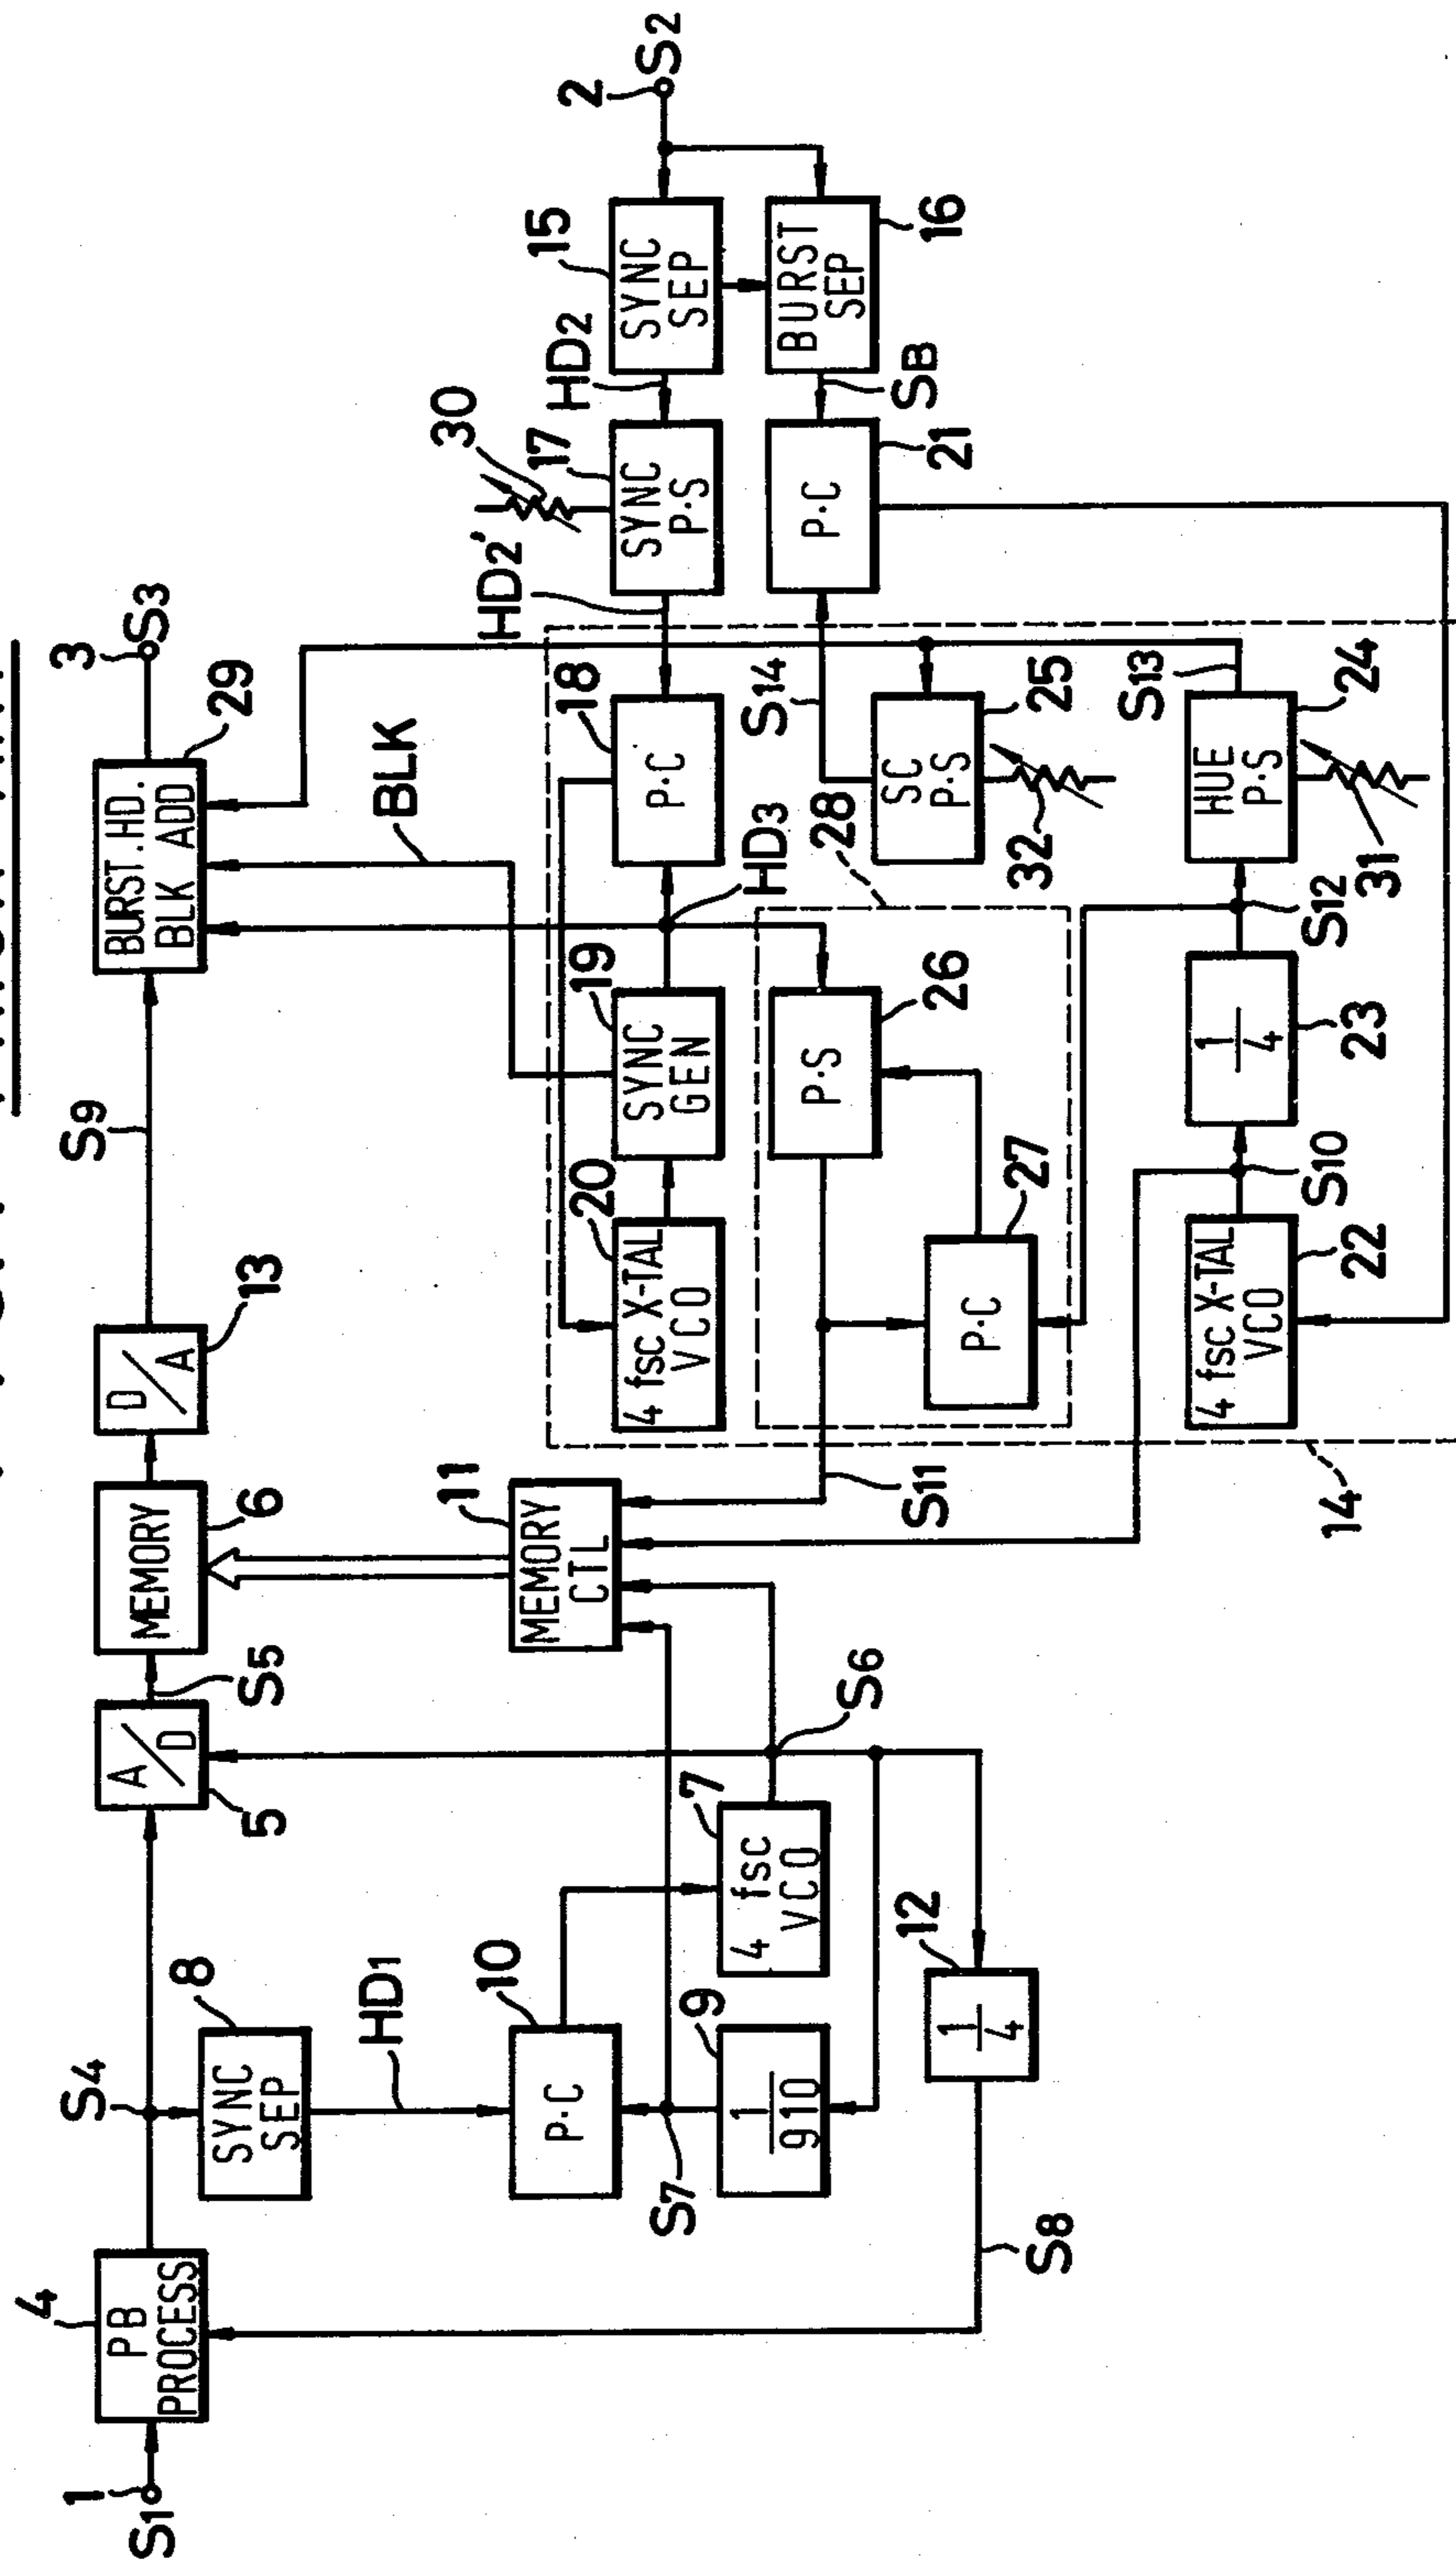 S1
1
4
PB
PROCESS
S4
8
SYNC
SEP
HD1
10
P·C
S7
9
1
910
7
4 fsc
VCO
S6
12
1
4
S8
5
A/D
S5
6
MEMORY
11
MEMORY
CTL
13
D/A
S9
29
BURST.HD.
BLK ADD
3
S3
BLK
S11
14
20
4 fsc X-TAL
VCO
19
SYNC
GEN
HD3
18
P·C
HD2'
17
SYNC
P·S
30
HD2
15
SYNC
SEP
2
S2
16
BURST
SEP
SB
21
P·C
S14
25
SC
P·S
32
28
26
P·S
27
P·C
22
4 fsc X-TAL
VCO
S10
23
1
4
S12
24
HUE
P·S
31
S13